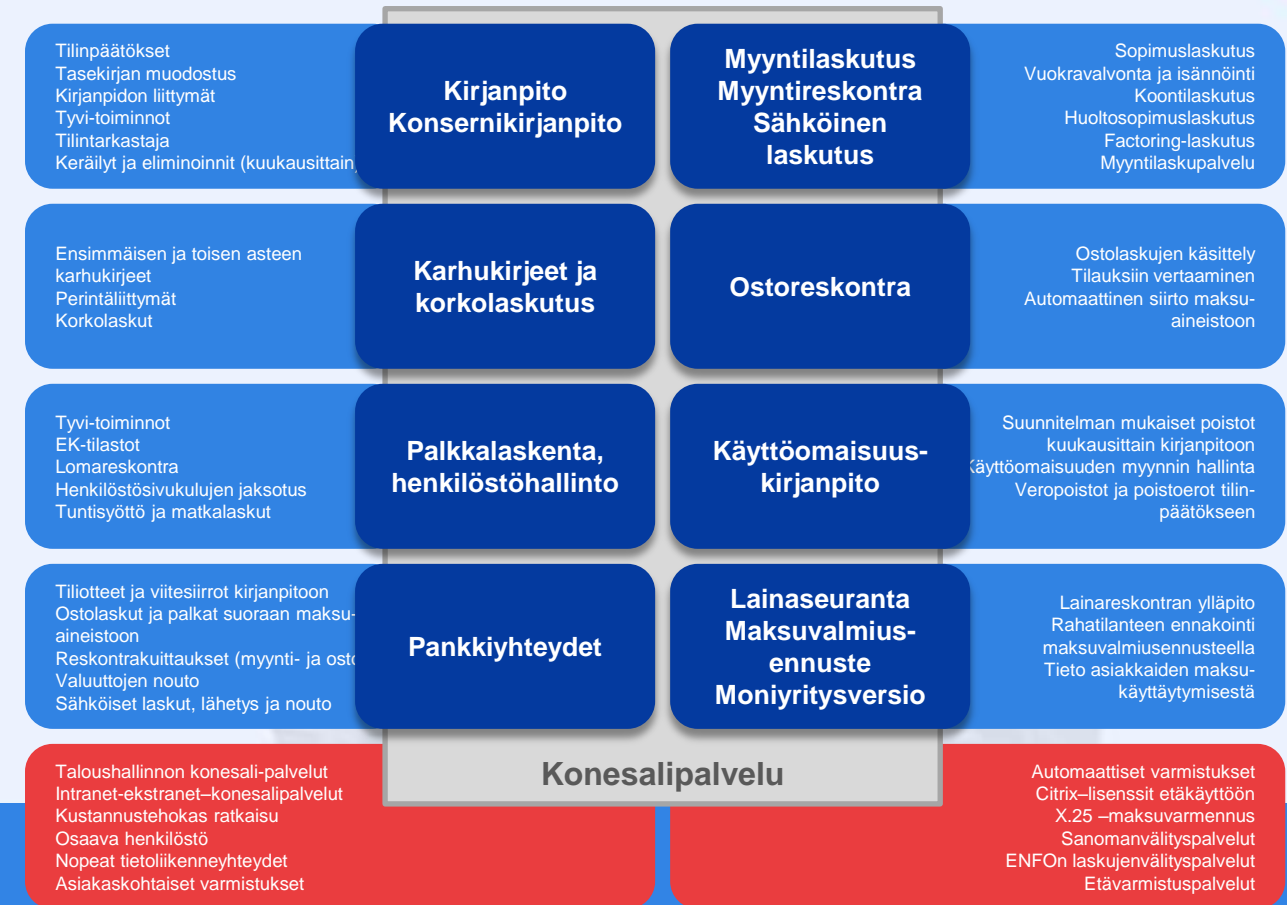 Tilinpäätökset
Tasekirjan muodostus
Kirjanpidon liittymät
Tyvi-toiminnot
Tilintarkastaja
Keräilyt ja eliminoinnit (kuukausittain)
Kirjanpito
Konsernikirjanpito
Myyntilaskutus
Myyntireskontra
Sähköinen
laskutus
Sopimuslaskutus
Vuokravalvonta ja isännöinti
Koontilaskutus
Huoltosopimuslaskutus
Factoring-laskutus
Myyntilaskupalvelu
Ensimmäisen ja toisen asteen
karhukirjeet
Perintäliittymät
Korkolaskut
Karhukirjeet ja
korkolaskutus
Ostoreskontra
Ostolaskujen käsittely
Tilauksiin vertaaminen
Automaattinen siirto maksu-
aineistoon
Tyvi-toiminnot
EK-tilastot
Lomareskontra
Henkilöstösivukulujen jaksotus
Tuntisyöttö ja matkalaskut
Palkkalaskenta,
henkilöstöhallinto
Käyttöomaisuus-
kirjanpito
Suunnitelman mukaiset poistot
kuukausittain kirjanpitoon
Käyttöomaisuuden myynnin hallinta
Veropoistot ja poistoerot tilin-
päätökseen
Tiliotteet ja viitesiirrot kirjanpitoon
Ostolaskut ja palkat suoraan maksu-
aineistoon
Reskontrakuittaukset (myynti- ja osto
Valuuttojen nouto
Sähköiset laskut, lähetys ja nouto
Pankkiyhteydet
Lainaseuranta
Maksuvalmius-
ennuste
Moniyritysversio
Lainareskontran ylläpito
Rahatilanteen ennakointi
maksuvalmiusennusteella
Tieto asiakkaiden maksu-
käyttäytymisestä
Taloushallinnon konesali-palvelut
Intranet-ekstranet–konesalipalvelut
Kustannustehokas ratkaisu
Osaava henkilöstö
Nopeat tietoliikenneyhteydet
Asiakaskohtaiset varmistukset
Konesalipalvelu
Automaattiset varmistukset
Citrix–lisenssit etäkäyttöön
X.25 –maksuvarmennus
Sanomanvälityspalvelut
ENFOn laskujenvälityspalvelut
Etävarmistuspalvelut